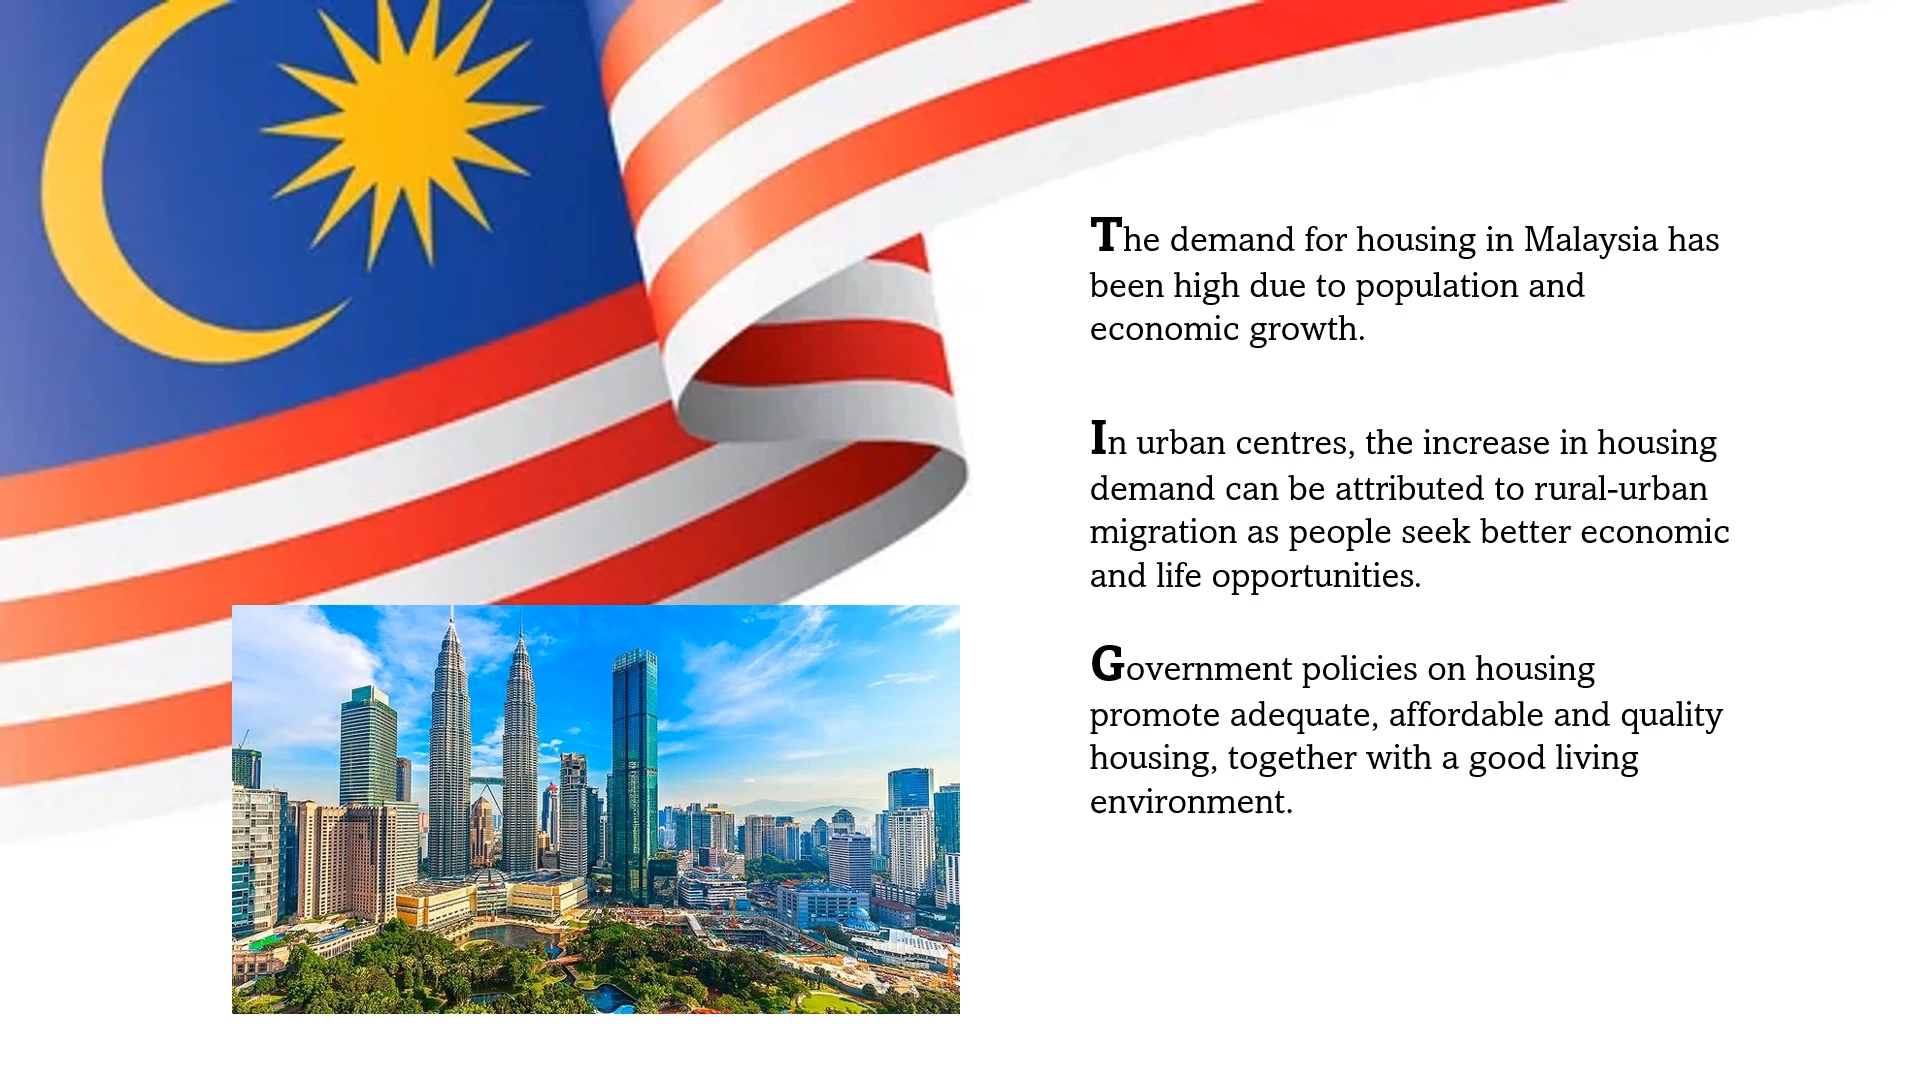 The demand for housing in Malaysia has
been high due to population and
economic growth.
In urban centres, the increase in housing
demand can be attributed to rural-urban
migration as people seek better economic
and life opportunities.
Government policies on housing
promote adequate, affordable and quality
housing, together with a good living
environment.